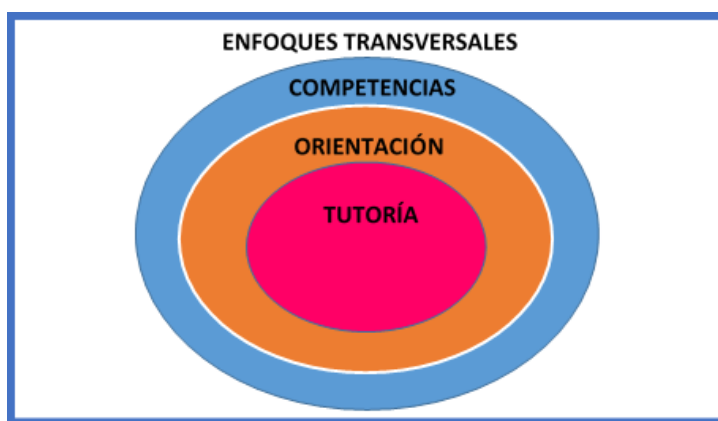 ENFOQUES TRANSVERSALES
COMPETENCIAS
ORIENTACIÓN
TUTORÍA